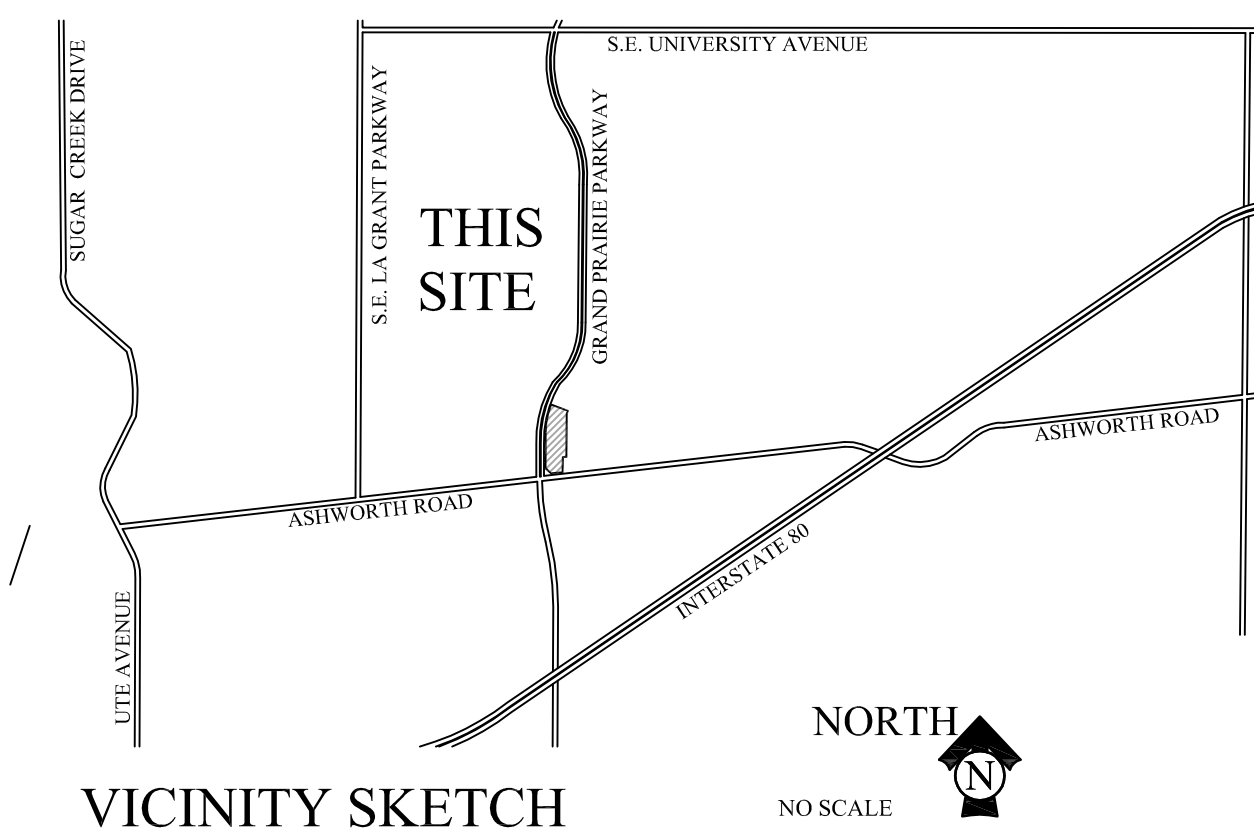 S.E. UNIVERSITY AVENUE
SUGAR CREEK DRIVE
S.E. LA GRANT PARKWAY
GRAND PRAIRIE PARKWAY
THIS
SITE
ASHWORTH ROAD
ASHWORTH ROAD
INTERSTATE 80
UTE AVENUE
NORTH
N
VICINITY SKETCH
NO SCALE